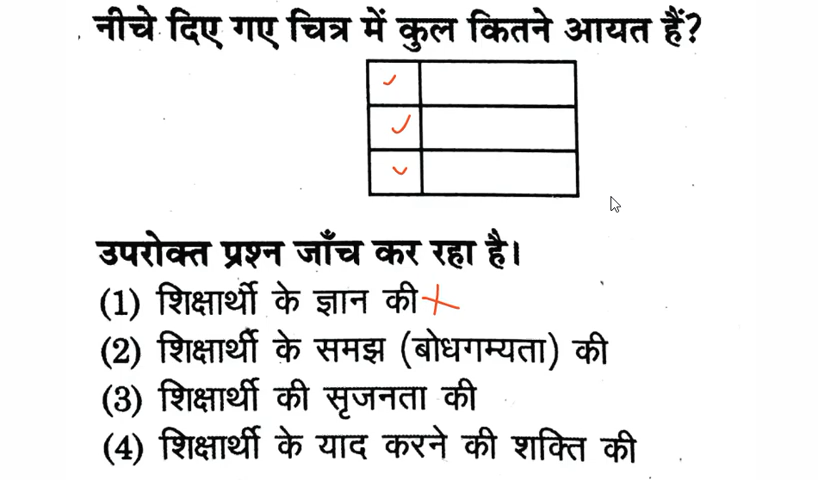 नीचे दिए गए चित्र में कुल कितने आयत हैं?
उपरोक्त प्रश्न जाँच कर रहा है।
(1) शिक्षार्थी के ज्ञान की
(2) शिक्षार्थी के समझ (बोधगम्यता) की
(3) शिक्षार्थी की सृजनता की
(4) शिक्षार्थी के याद करने की शक्ति की